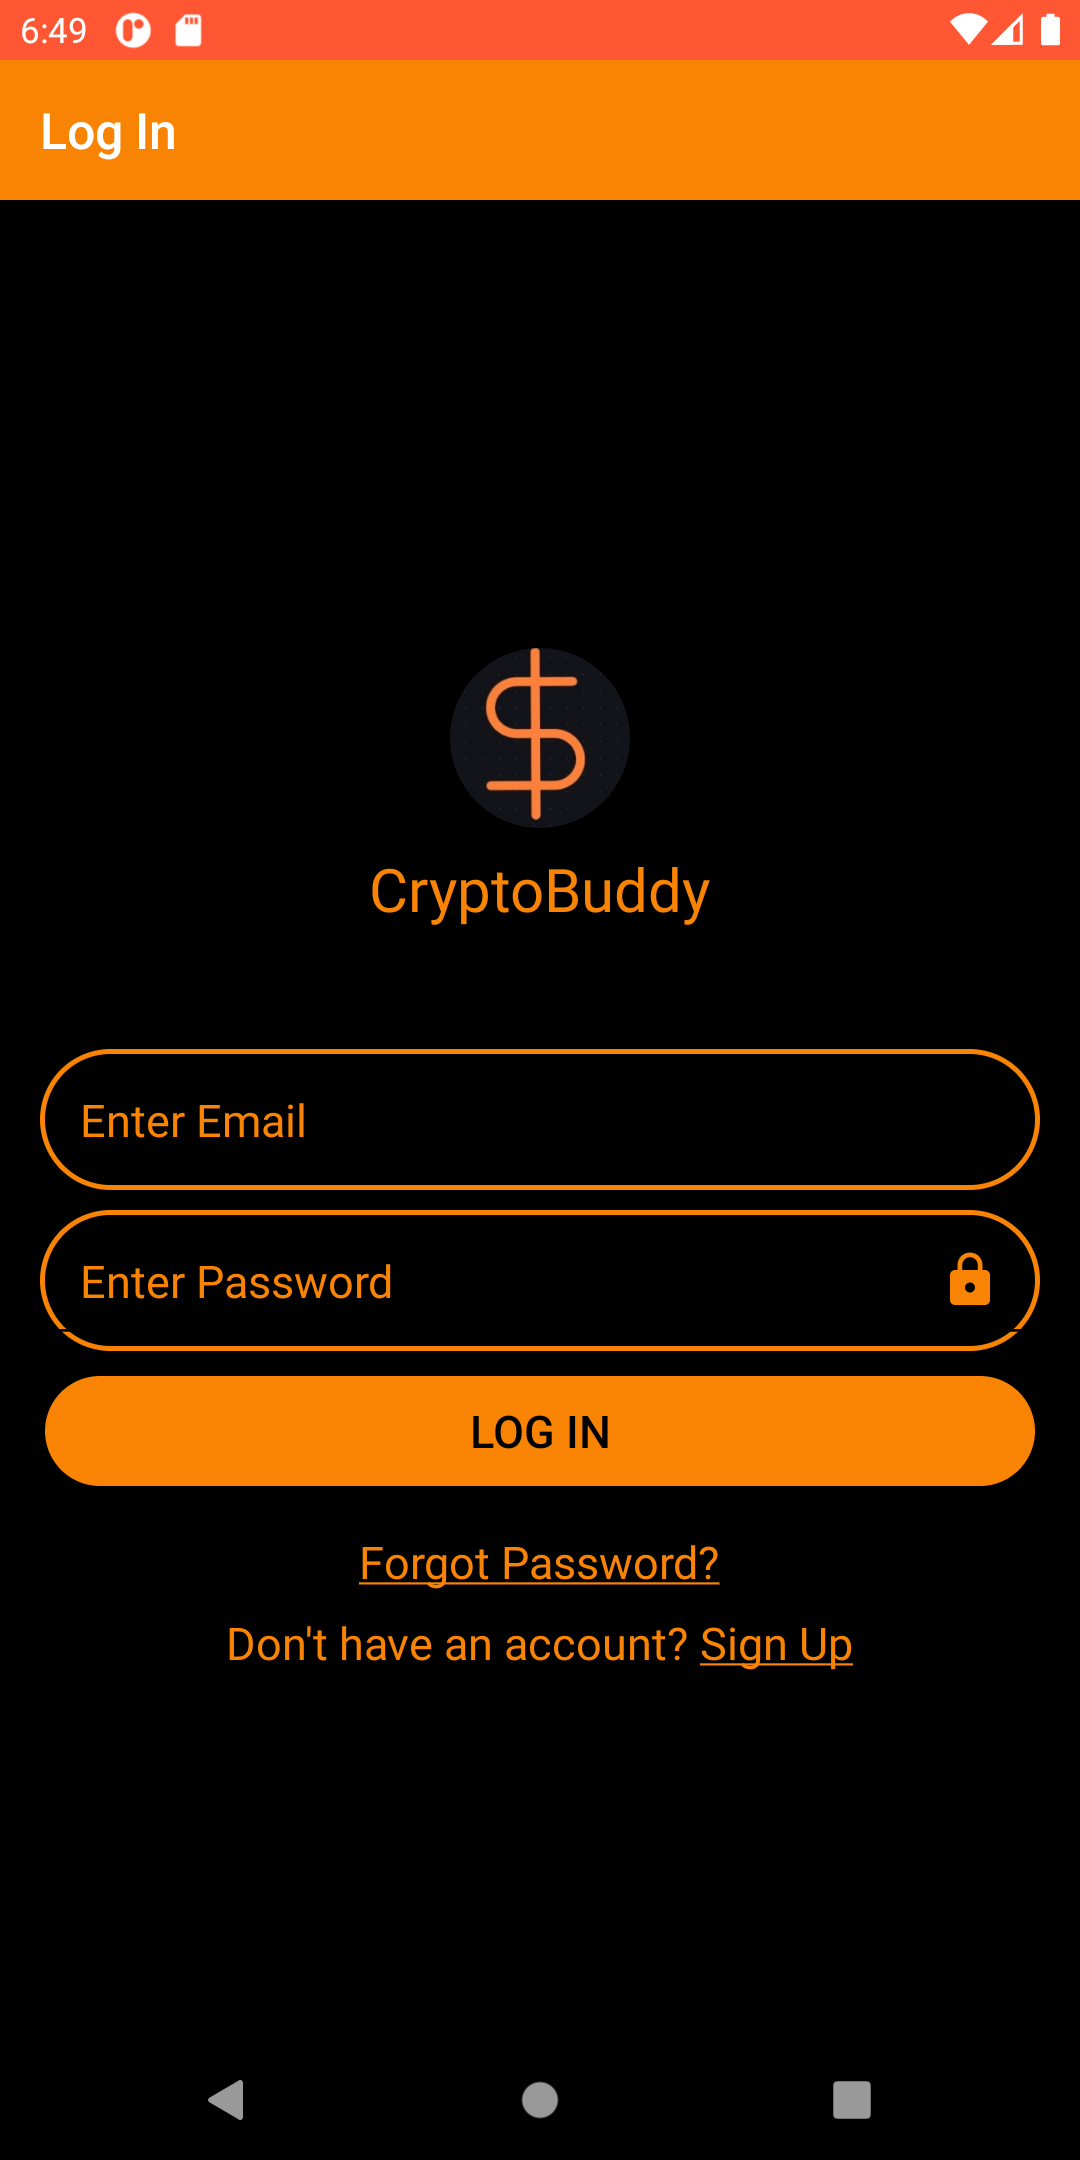 6:49
Log In
CryptoBuddy
Enter Email
Enter Password
LOG IN
Forgot Password?
Don't have an account? Sign Up